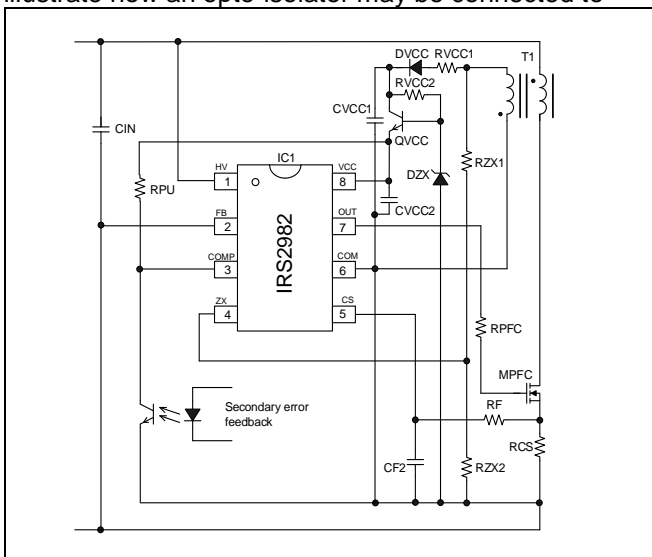 illustrate how an opto-isolator may be connected to
DVCC RVCC1 T1
RVCC2
CVCC1
CIN
QVCC
IC1
RZX1
HV VCC
DZX
RPU
1 8
CVCC2
FB OUT
2 7
COMP COM
3 6
IRS2982
ZX CS
4 5
RPFC
MPFC
RF
Secondary error
feedback
RCS
CF2
RZX2